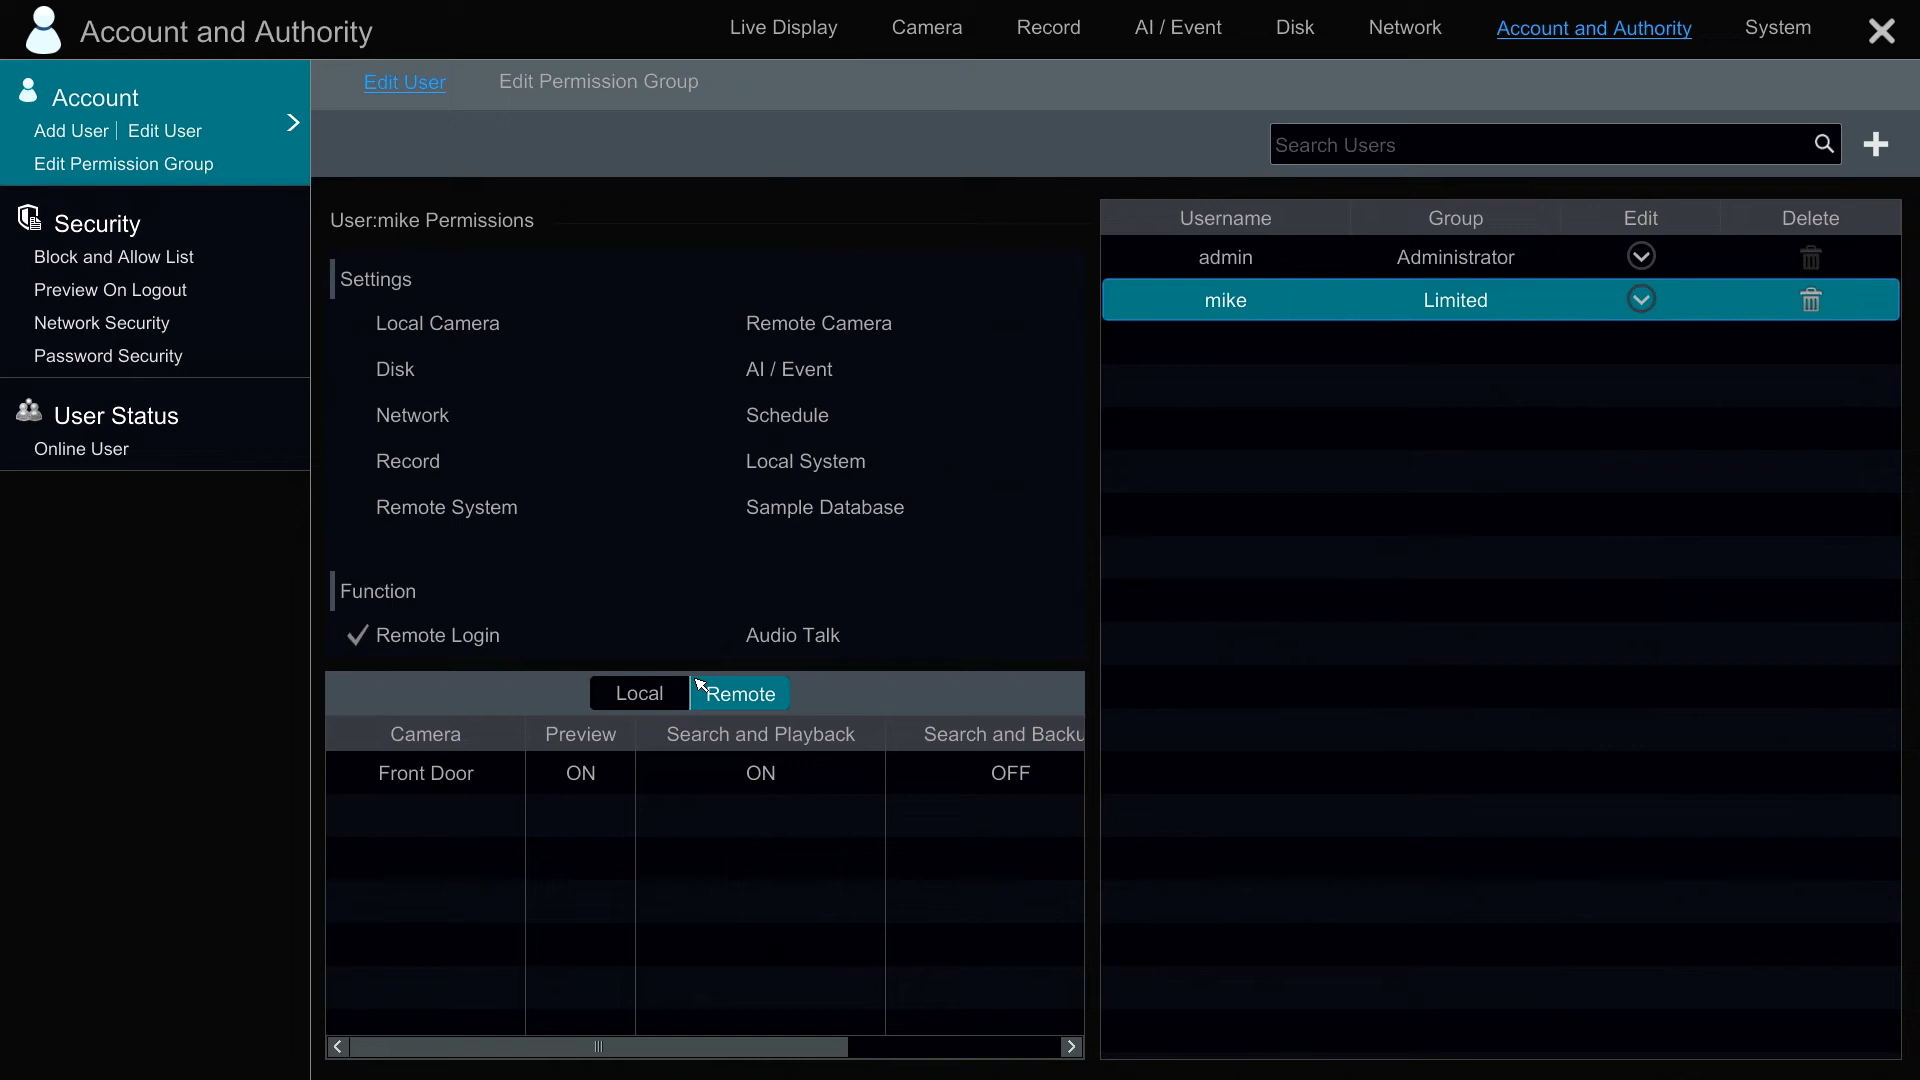 Account and Authority
Live Display Camera Record AI / Event Disk Network Account and Authority System
Account
Add User Edit User
Edit Permission Group
Security
Block and Allow List
Preview On Logout
Network Security
Password Security
User Status
Online User
Edit User Edit Permission Group
Search Users
User:mike Permissions
Settings
Local Camera Remote Camera
Disk AI / Event
Network Schedule
Record Local System
Remote System Sample Database
Function
Remote Login Audio Talk
Local Remote
Camera Preview Search and Playback Search and Backu
Front Door ON ON OFF
Username Group Edit Delete
admin Administrator
mike Limited